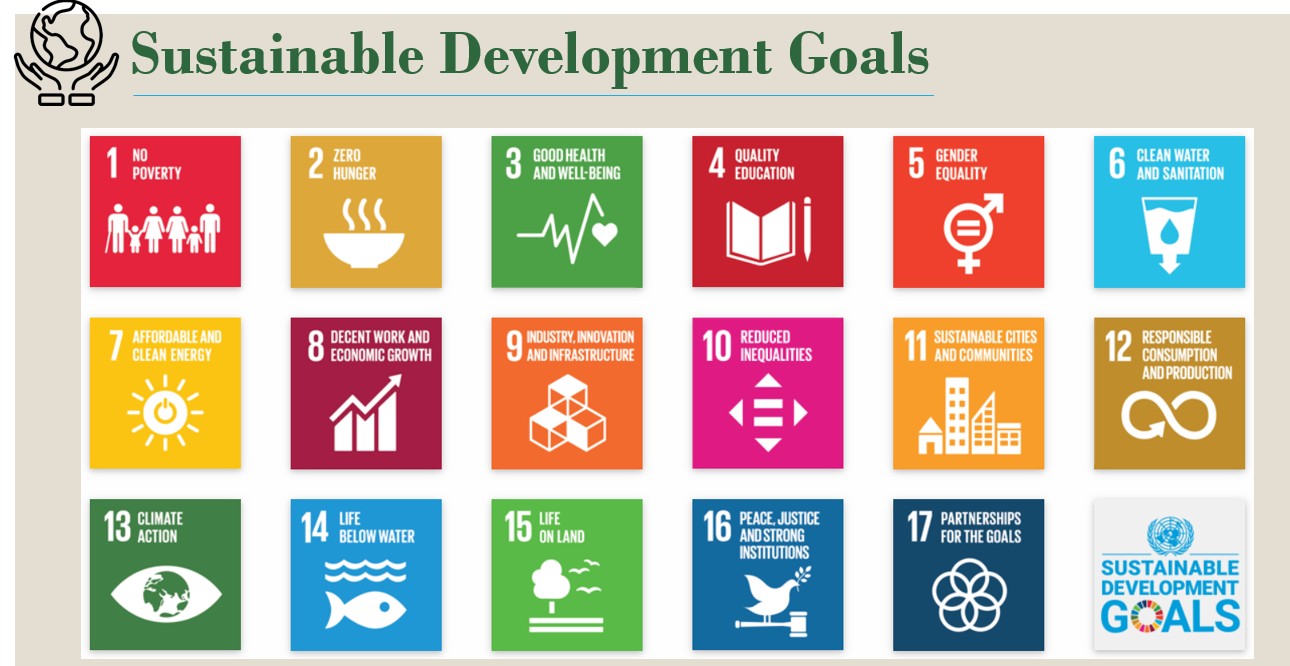 Sustainable Development Goals
1 NO
POVERTY
2 ZERO
HUNGER
3 GOOD HEALTH
AND WELL-BEING
4 QUALITY
EDUCATION
5 GENDER
EQUALITY
6 CLEAN WATER
AND SANITATION
7 AFFORDABLE AND
CLEAN ENERGY
8 DECENT WORK AND
ECONOMIC GROWTH
9 INDUSTRY, INNOVATION
AND INFRASTRUCTURE
10 REDUCED
INEQUALITIES
11 SUSTAINABLE CITIES
AND COMMUNITIES
12 RESPONSIBLE
CONSUMPTION
AND PRODUCTION
13 CLIMATE
ACTION
14 LIFE
BELOW WATER
15 LIFE
ON LAND
16 PEACE, JUSTICE
AND STRONG
INSTITUTIONS
17 PARTNERSHIPS
FOR THE GOALS
SUSTAINABLE
DEVELOPMENT
GOALS